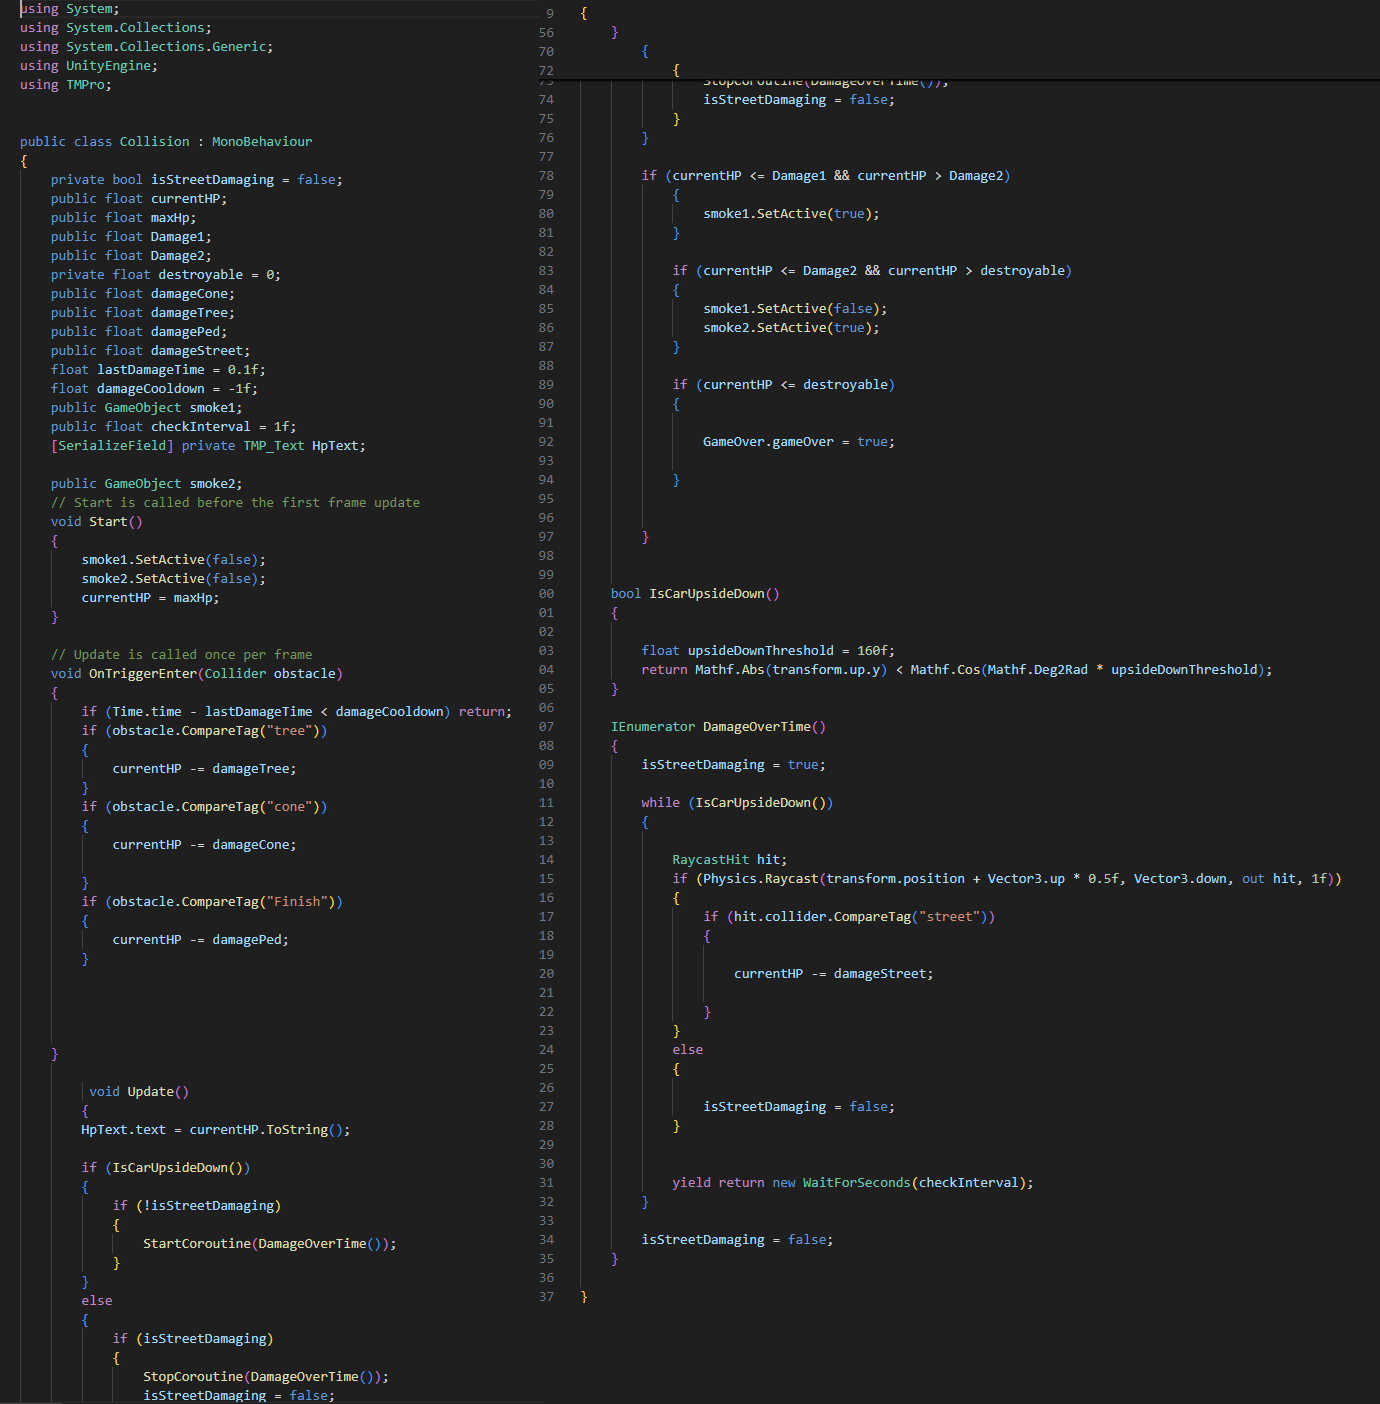 using System;
using System.Collections;
using System.Collections.Generic;
using UnityEngine;
using TMPro;
public class Collision : MonoBehaviour
{
private bool isStreetDamaging = false;
public float currentHP;
public float maxHp;
public float Damage1;
public float Damage2;
private float destroyable = 0;
public float damageCone;
public float damageTree;
public float damagePed;
public float damageStreet;
float lastDamageTime = 0.1f;
float damageCooldown = -1f;
public GameObject smoke1;
public float checkInterval = 1f;
[SerializeField] private TMP_Text HpText;
public GameObject smoke2;
// Start is called before the first frame update
void Start()
{
smoke1.SetActive(false);
smoke2.SetActive(false);
currentHP = maxHp;
}
// Update is called once per frame
void OnTriggerEnter(Collider obstacle)
{
if (Time.time - lastDamageTime < damageCooldown) return;
if (obstacle.CompareTag("tree"))
{
currentHP -= damageTree;
}
if (obstacle.CompareTag("cone"))
{
currentHP -= damageCone;
}
if (obstacle.CompareTag("Finish"))
{
currentHP -= damagePed;
}
}
void Update()
{
HpText.text = currentHP.ToString();
if (IsCarUpsideDown())
{
if (!isStreetDamaging)
{
StartCoroutine(DamageOverTime());
}
}
else
{
if (isStreetDamaging)
{
StopCoroutine(DamageOverTime());
isStreetDamaging = false;
9 {
56 }
70 {
72 {
73 StopCoroutine(DamageOverTime());
74 isStreetDamaging = false;
75 }
76 }
77
78 if (currentHP <= Damage1 && currentHP > Damage2)
79 {
80 smoke1.SetActive(true);
81 }
82
83 if (currentHP <= Damage2 && currentHP > destroyable)
84 {
85 smoke1.SetActive(false);
86 smoke2.SetActive(true);
87 }
88
89 if (currentHP <= destroyable)
90 {
91
92 GameOver.gameOver = true;
93
94 }
95
96
97 }
98
99
00 bool IsCarUpsideDown()
01 {
02
03 float upsideDownThreshold = 160f;
04 return Mathf.Abs(transform.up.y) < Mathf.Cos(Mathf.Deg2Rad * upsideDownThreshold);
05 }
06
07 IEnumerator DamageOverTime()
08 {
09 isStreetDamaging = true;
10
11 while (IsCarUpsideDown())
12 {
13
14 RaycastHit hit;
15 if (Physics.Raycast(transform.position + Vector3.up * 0.5f, Vector3.down, out hit, 1f))
16 {
17 if (hit.collider.CompareTag("street"))
18 {
19
20 currentHP -= damageStreet;
21
22 }
23 }
24 else
25 {
26
27 isStreetDamaging = false;
28 }
29
30
31 yield return new WaitForSeconds(checkInterval);
32 }
33
34 isStreetDamaging = false;
35 }
36
37 }